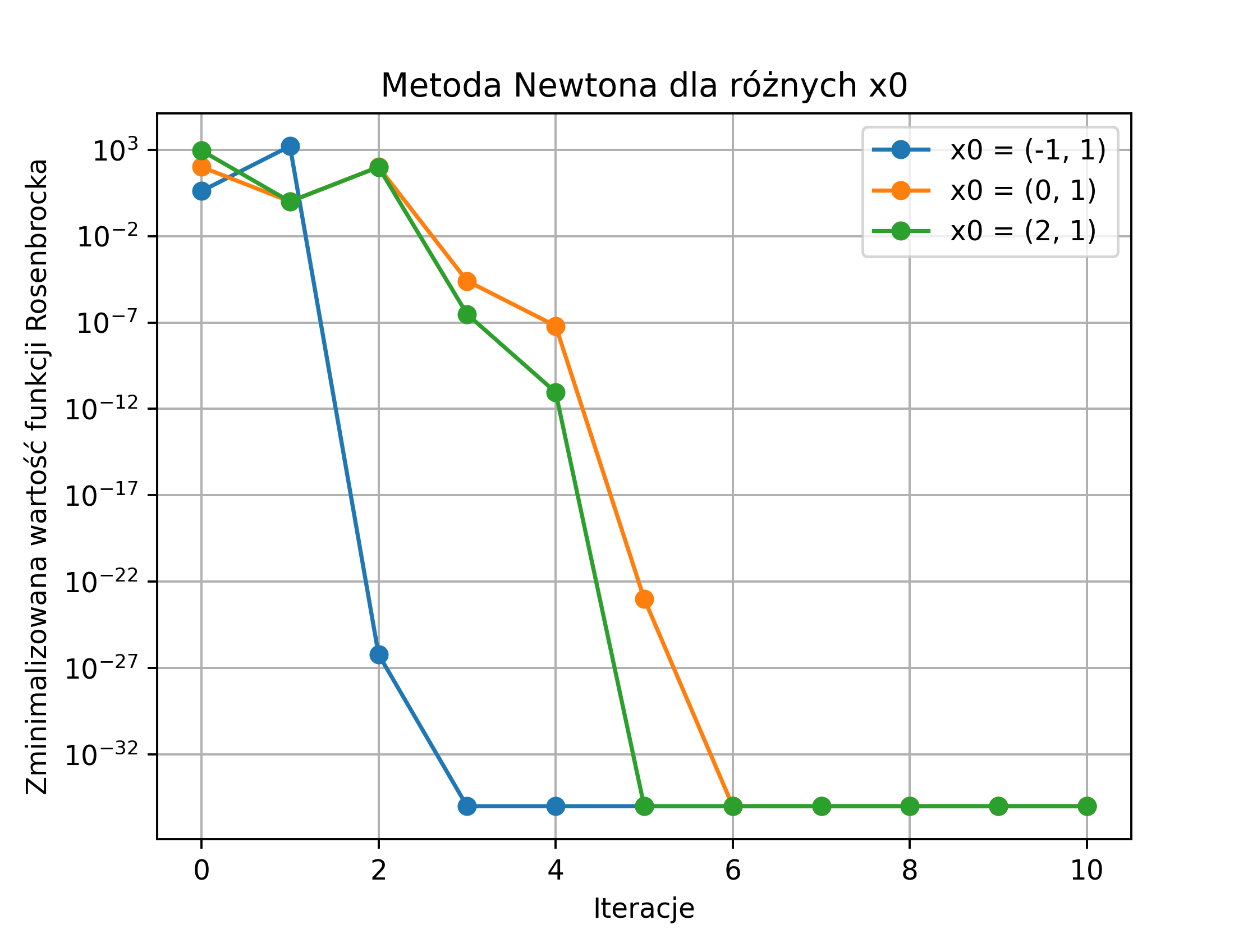 Metoda Newtona dla różnych x0
Zminimalizowana wartość funkcji Rosenbrocka
10³
10⁻²
10⁻⁷
10⁻¹²
10⁻¹⁷
10⁻²²
10⁻²⁷
10⁻³²
x0 = (-1, 1)
x0 = (0, 1)
x0 = (2, 1)
0 2 4 6 8 10
Iteracje